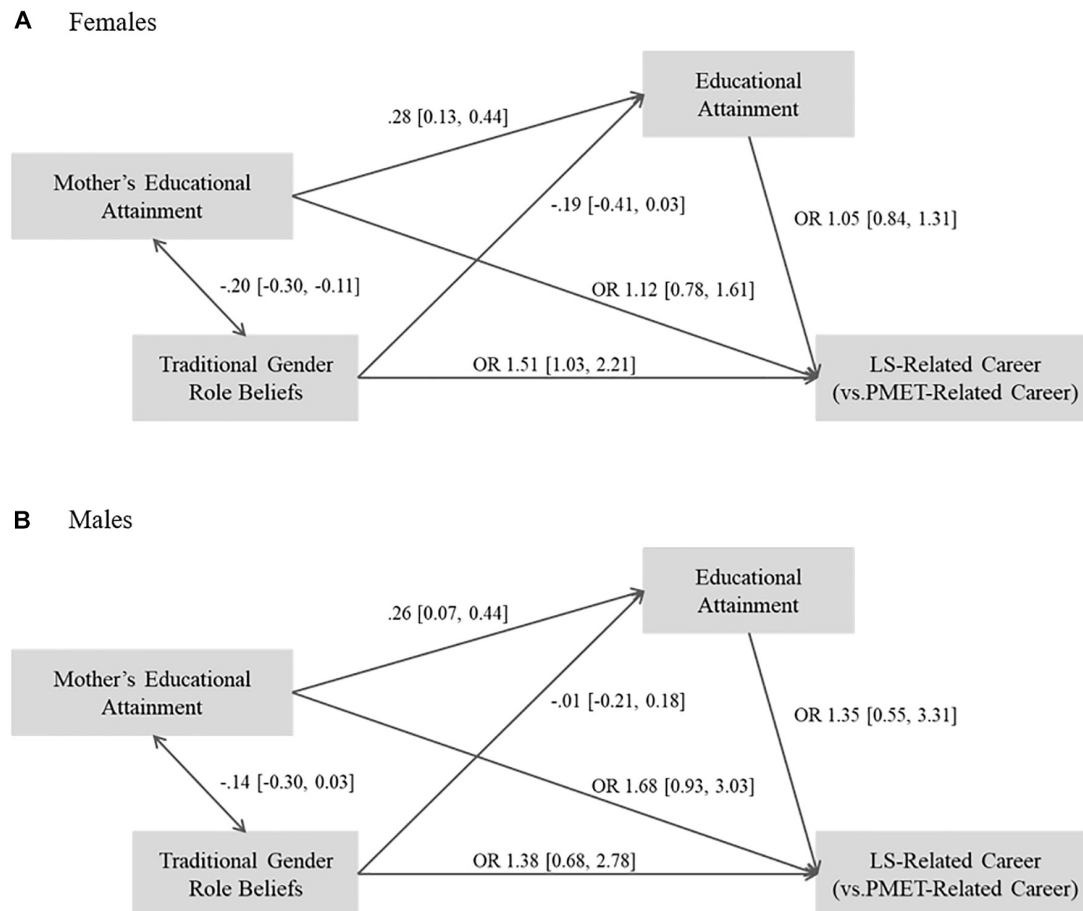 A Females
Educational
Attainment
.28 [0.13, 0.44]
Mother's Educational
Attainment
-.19 [-0.41, 0.03]
OR 1.05 [0.84, 1.31]
-.20 [-0.30, -0.11]
OR 1.12 [0.78, 1.61]
Traditional Gender
Role Beliefs
OR 1.51 [1.03, 2.21]
LS-Related Career
(vs.PMET-Related Career)
B Males
Educational
Attainment
.26 [0.07, 0.44]
Mother's Educational
Attainment
-.01 [-0.21, 0.18]
OR 1.35 [0.55, 3.31]
-.14 [-0.30, 0.03]
OR 1.68 [0.93, 3.03]
Traditional Gender
Role Beliefs
OR 1.38 [0.68, 2.78]
LS-Related Career
(vs.PMET-Related Career)